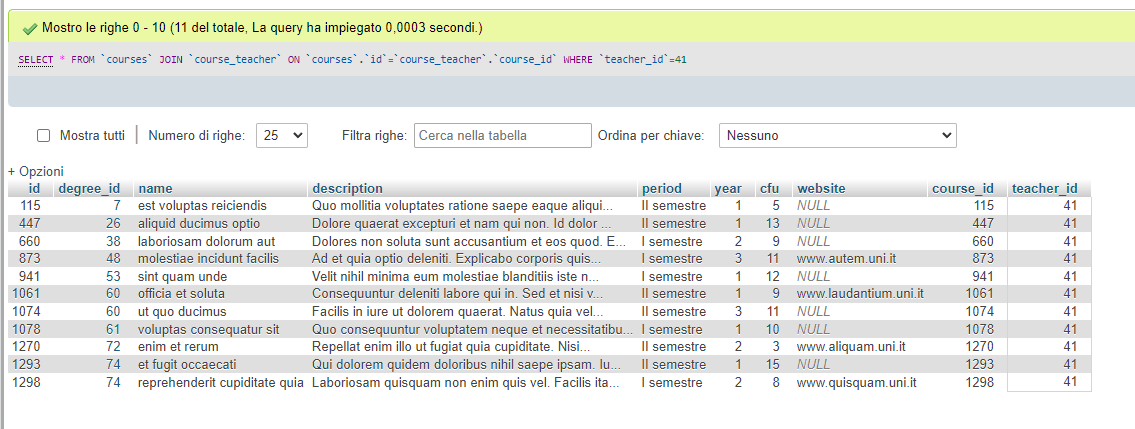 Mostro le righe 0 - 10 (11 del totale, La query ha impiegato 0,0003 secondi.)
SELECT * FROM `courses` JOIN `course_teacher` ON `courses`.`id`=`course_teacher`.`course_id` WHERE `teacher_id`=41
Mostra tutti Numero di righe: 25 Filtra righe: Cerca nella tabella Ordina per chiave: Nessuno
+ Opzioni
id degree_id name description period year cfu website course_id teacher_id
115 7 est voluptas reiciendis Quo mollitia voluptates ratione saepe eaque aliqui... II semestre 1 5 NULL 115 41
447 26 aliquid ducimus optio Dolore quaerat excepturi et nam qui non. Id dolor ... II semestre 1 13 NULL 447 41
660 38 laboriosam dolorum aut Dolores non soluta sunt accusantium et eos quod. E... I semestre 2 9 NULL 660 41
873 48 molestiae incidunt facilis Ad et quia optio deleniti. Explicabo corporis quis... I semestre 3 11 www.autem.uni.it 873 41
941 53 sint quam unde Velit nihil minima eum molestiae blanditiis iste n... I semestre 1 12 NULL 941 41
1061 60 officia et soluta Consequuntur deleniti labore qui in. Sed et nisi v... II semestre 1 9 www.laudantium.uni.it 1061 41
1074 60 ut quo ducimus Facilis in iure ut dolorem quaerat. Natus quia vel... II semestre 3 11 NULL 1074 41
1078 61 voluptas consequatur sit Quo consequuntur voluptatem neque et necessitatibu... I semestre 1 10 NULL 1078 41
1270 72 enim et rerum Repellat enim illo ut fugiat quia cupiditate. Nisi... II semestre 2 3 www.aliquam.uni.it 1270 41
1293 74 et fugit occaecati Qui dolorem quidem doloribus nihil saepe ipsam. Iu... II semestre 1 15 NULL 1293 41
1298 74 reprehenderit cupiditate quia Laboriosam quisquam non enim quis vel. Facilis ita... I semestre 2 8 www.quisquam.uni.it 1298 41